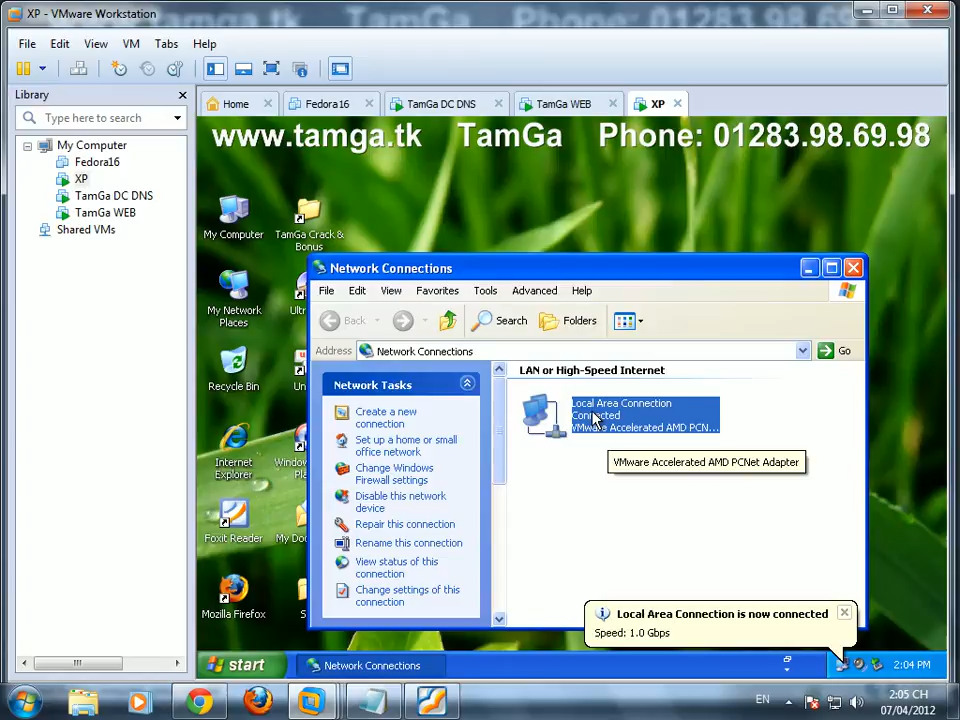 XP - VMware Workstation
File Edit View VM Tabs Help
Library
Type here to search
My Computer
Fedora16
XP
TamGa DC DNS
TamGa WEB
Shared VMs
Home Fedora16 TamGa DC DNS TamGa WEB XP
www.tamga.tk TamGa Phone: 01283.98.69.98
My Computer
TamGa Crack &
Bonus
My Network
Places
Recycle Bin
Internet
Explorer
Foxit Reader
Mozilla Firefox
Network Connections
File Edit View Favorites Tools Advanced Help
Back Search Folders
Address Network Connections Go
Network Tasks
Create a new
connection
Set up a home or small
office network
Change Windows
Firewall settings
Disable this network
device
Repair this connection
Rename this connection
View status of this
connection
Change settings of this
connection
LAN or High-Speed Internet
Local Area Connection
Connected
VMware Accelerated AMD PCN...
VMware Accelerated AMD PCNet Adapter
Local Area Connection is now connected
Speed: 1.0 Gbps
start Network Connections 2:04 PM
EN 2:05 CH
07/04/2012